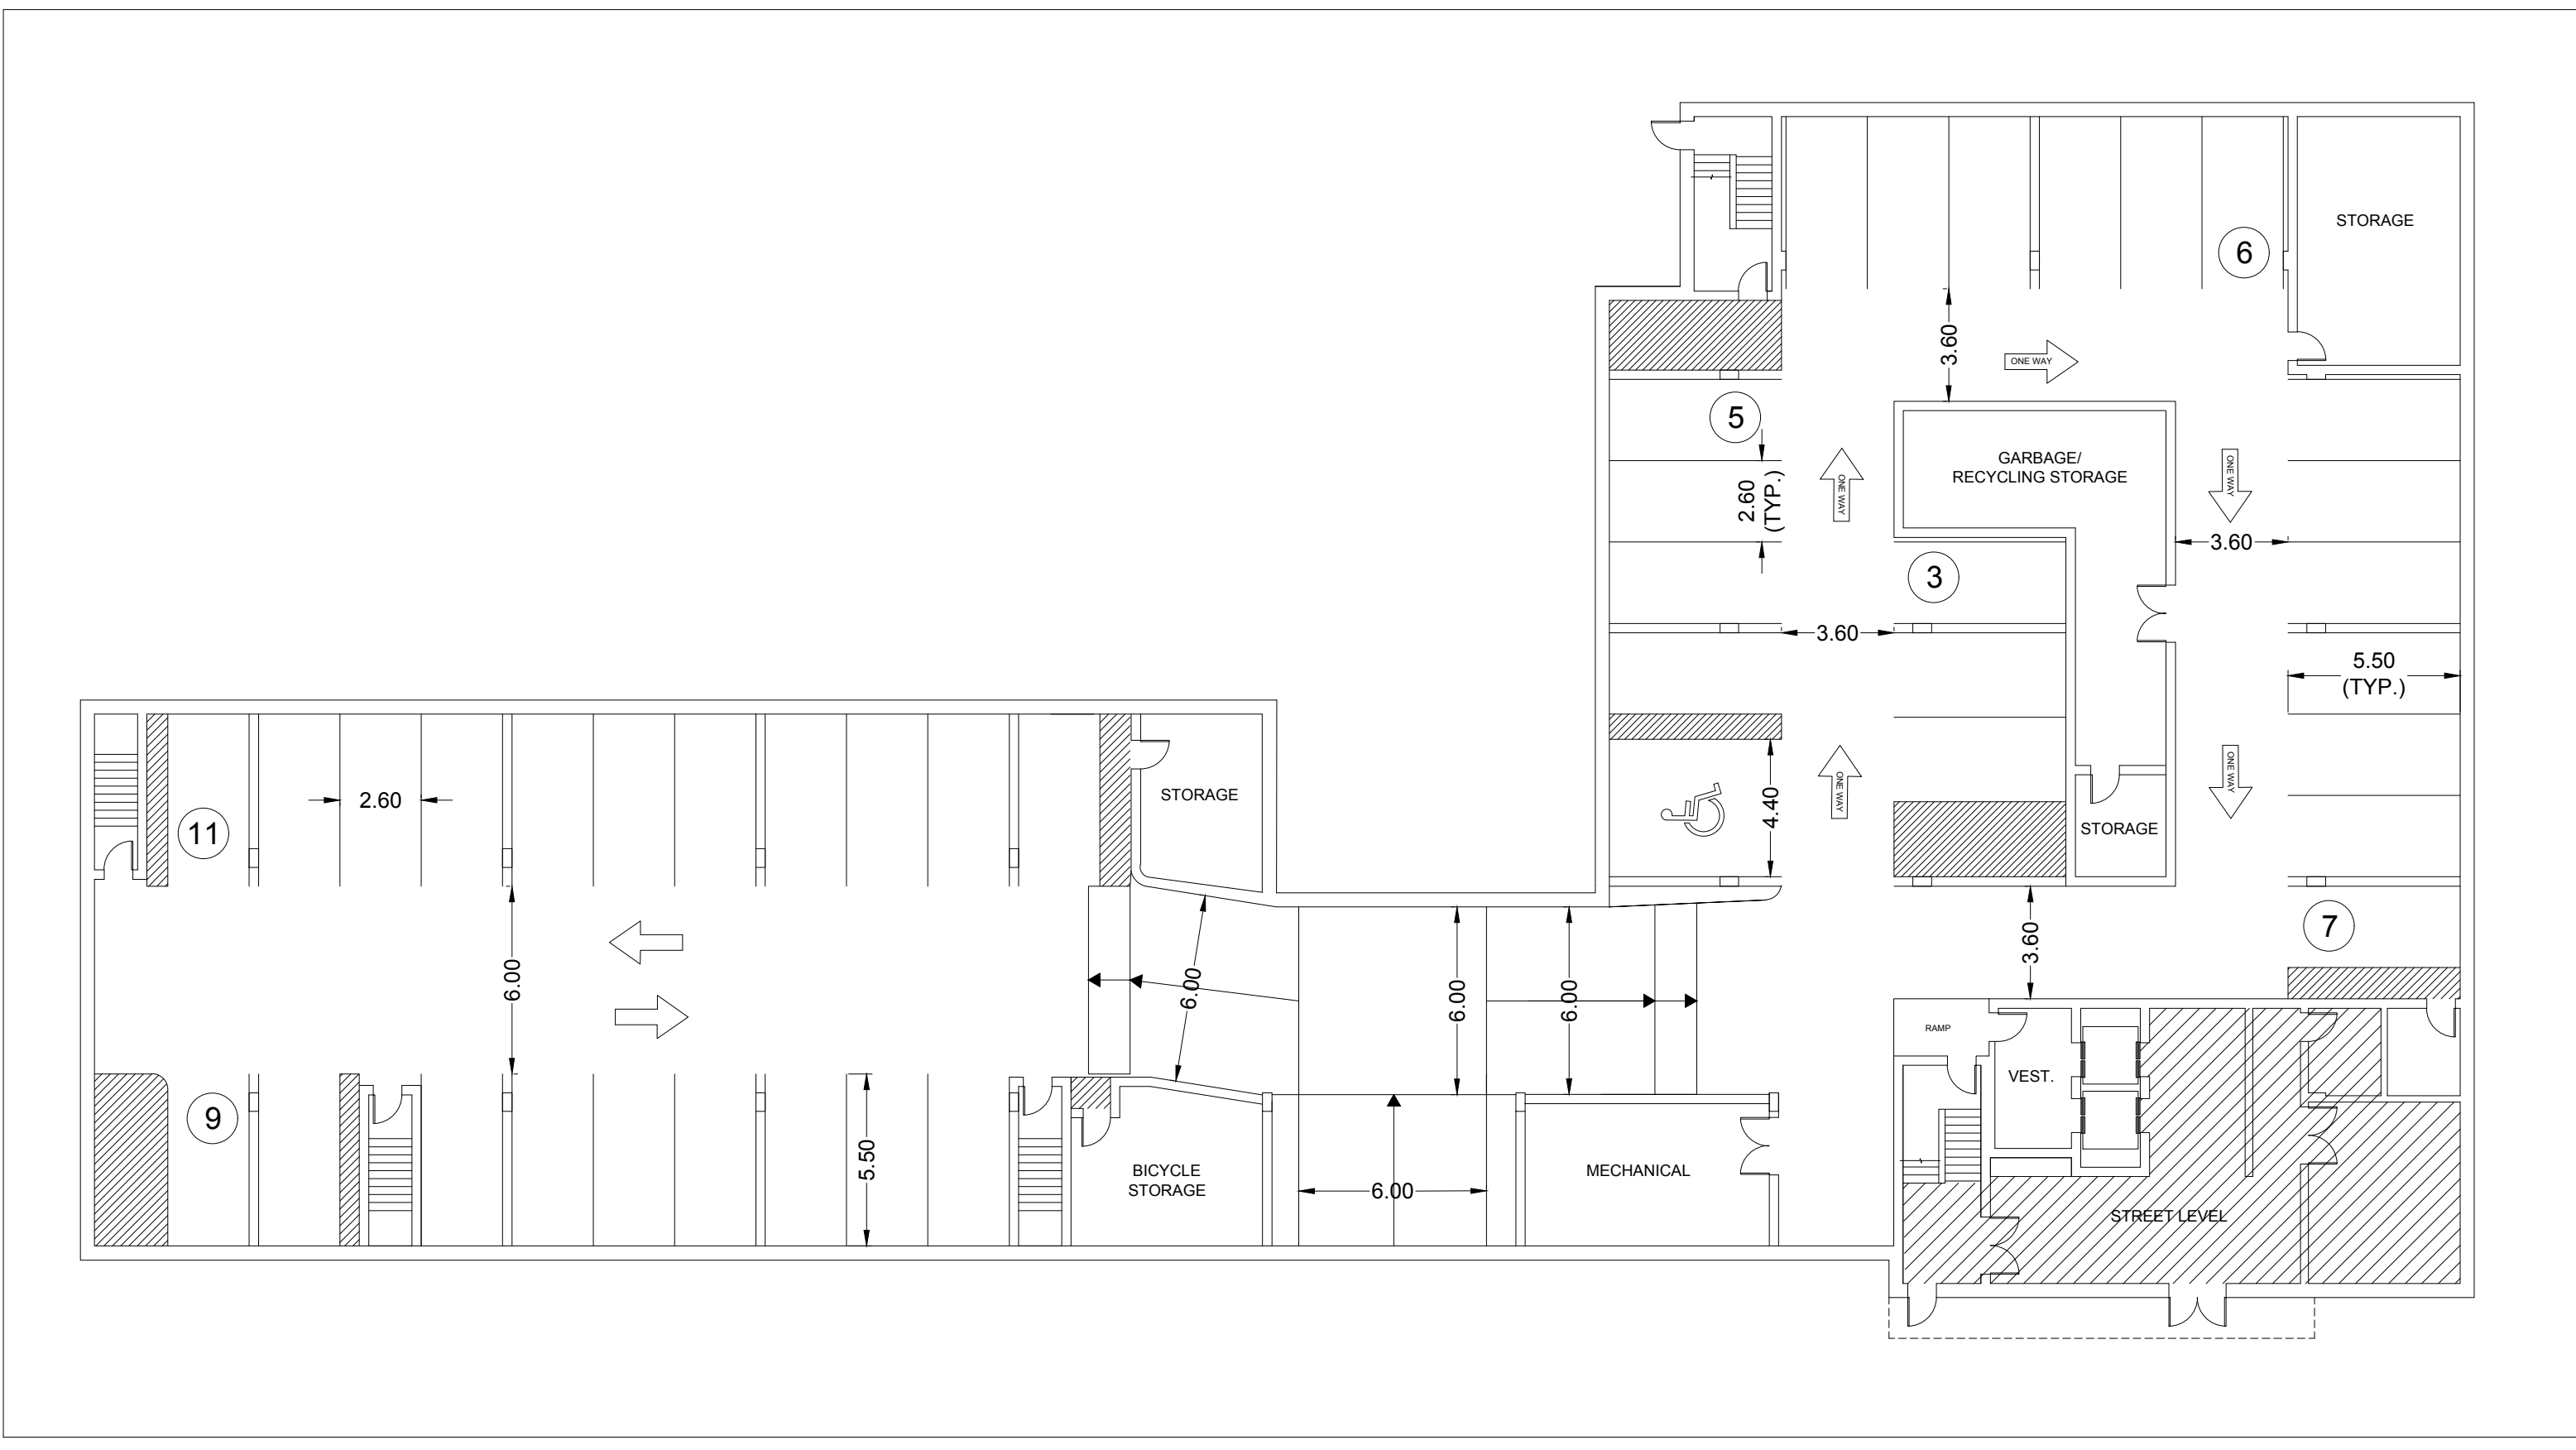 STORAGE
6
3.60
ONE WAY
5
GARBAGE/
RECYCLING STORAGE
ONE WAY
ONE WAY
2.60
(TYP.)
3.60
3
3.60
5.50
(TYP.)
11
2.60
STORAGE
4.40
ONE WAY
ONE WAY
STORAGE
7
3.60
6.00
6.00
6.00
6.00
RAMP
VEST.
9
5.50
BICYCLE
STORAGE
6.00
MECHANICAL
STREET LEVEL